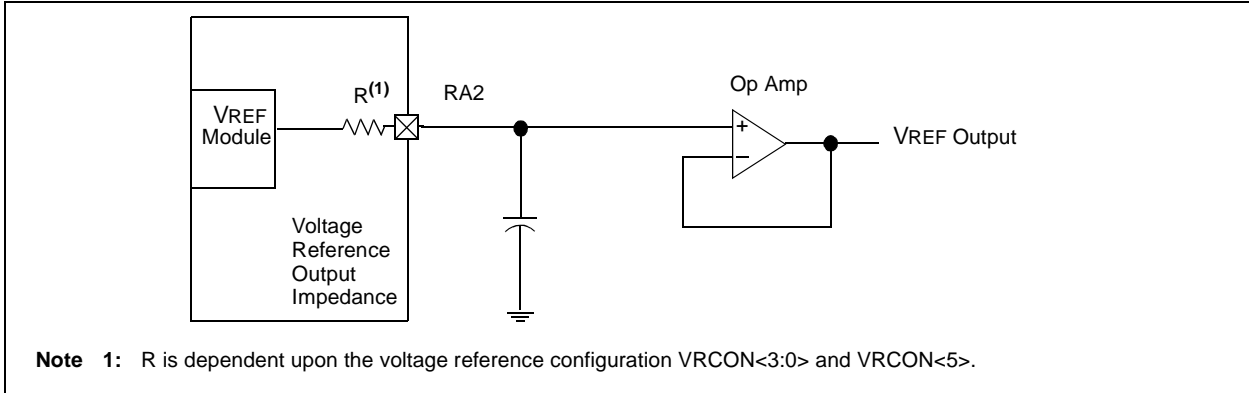 R(1)
RA2
VREF
Module
Op Amp
+
−
VREF Output
Voltage
Reference
Output
Impedance
Note 1: R is dependent upon the voltage reference configuration VRCON<3:0> and VRCON<5>.